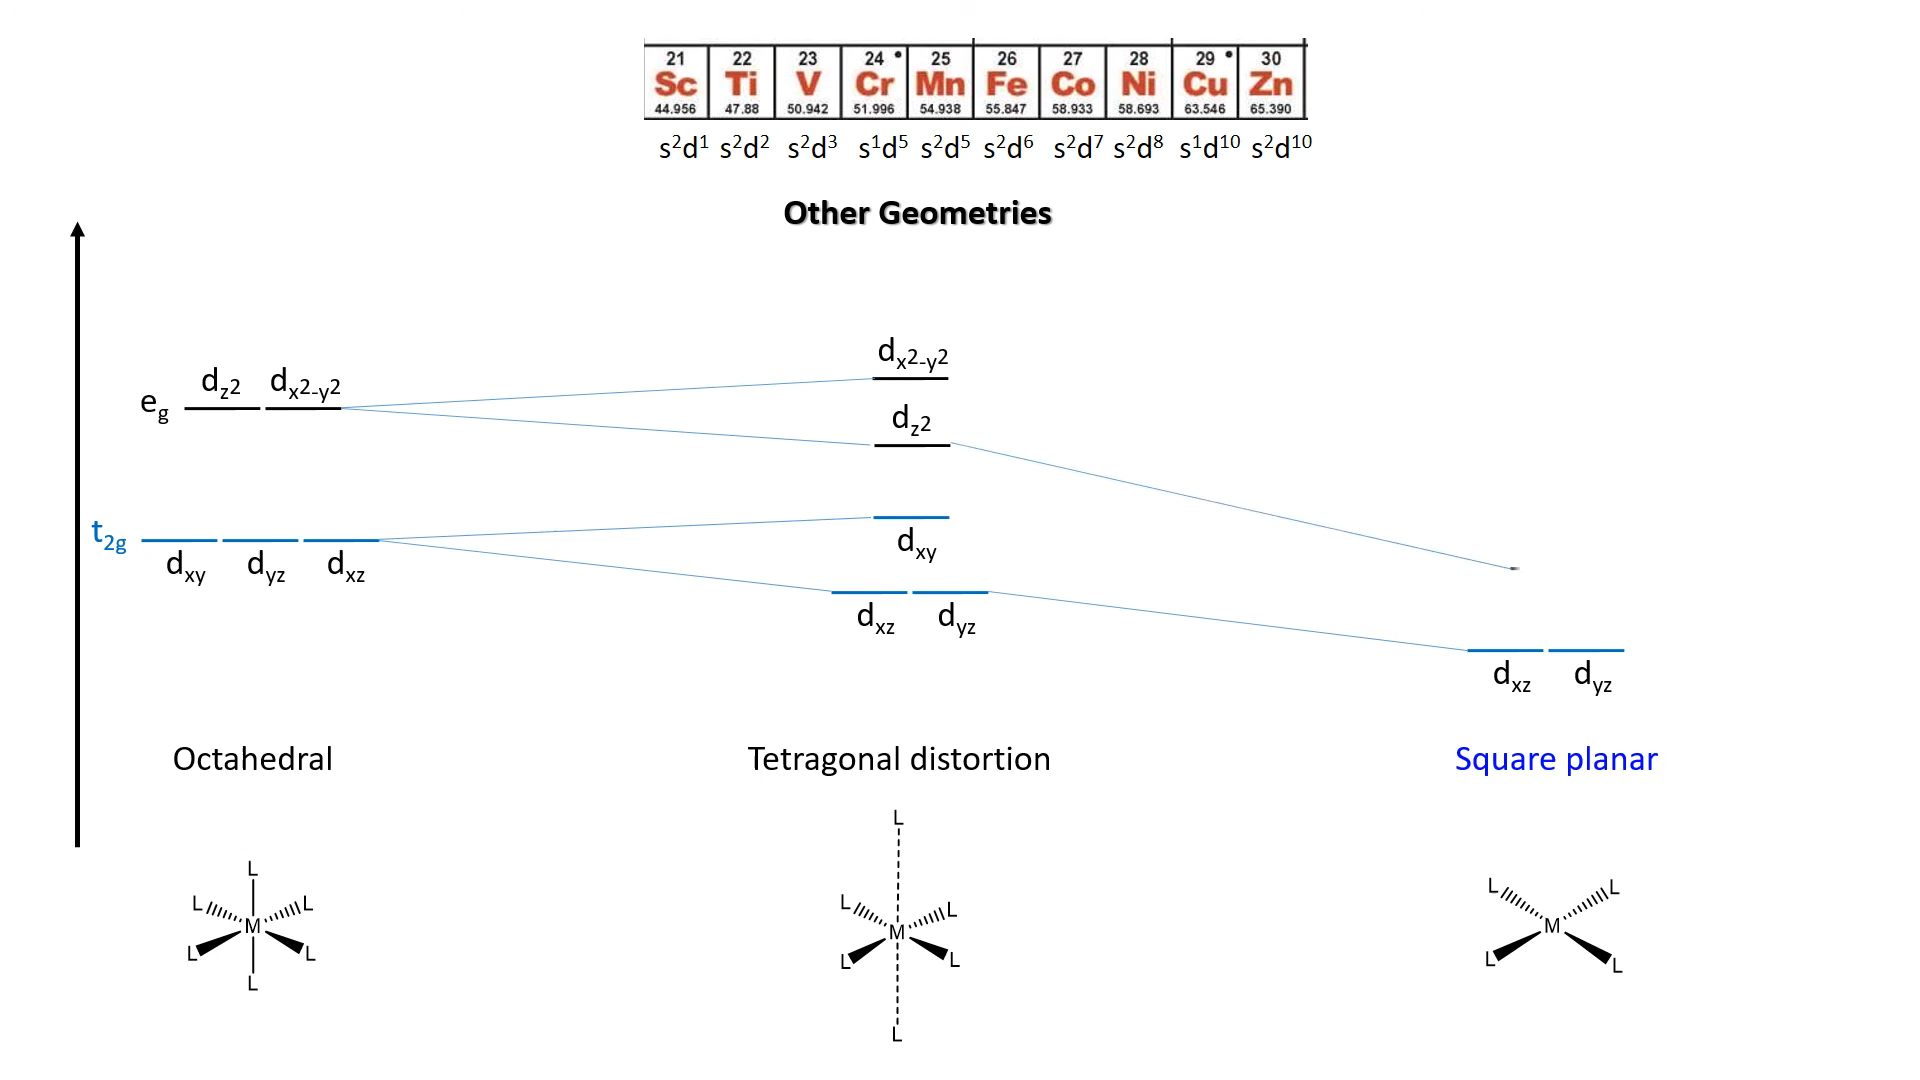 21 22 23 24 • 25 26 27 28 29 • 30
Sc Ti V Cr Mn Fe Co Ni Cu Zn
44.956 47.88 50.942 51.996 54.938 55.847 58.933 58.693 63.546 65.390
s²d¹ s²d² s²d³ s¹d⁵ s²d⁵ s²d⁶ s²d⁷ s²d⁸ s¹d¹⁰ s²d¹⁰
Other Geometries
dx2-y2
dz2 dx2-y2
eg
dz2
t2g
dxy
dxy dyz dxz
dxz dyz
dxz dyz
Octahedral Tetragonal distortion Square planar
L
L
L L
M
L L
L
L
L L
M
L L
L
L L
M
L L